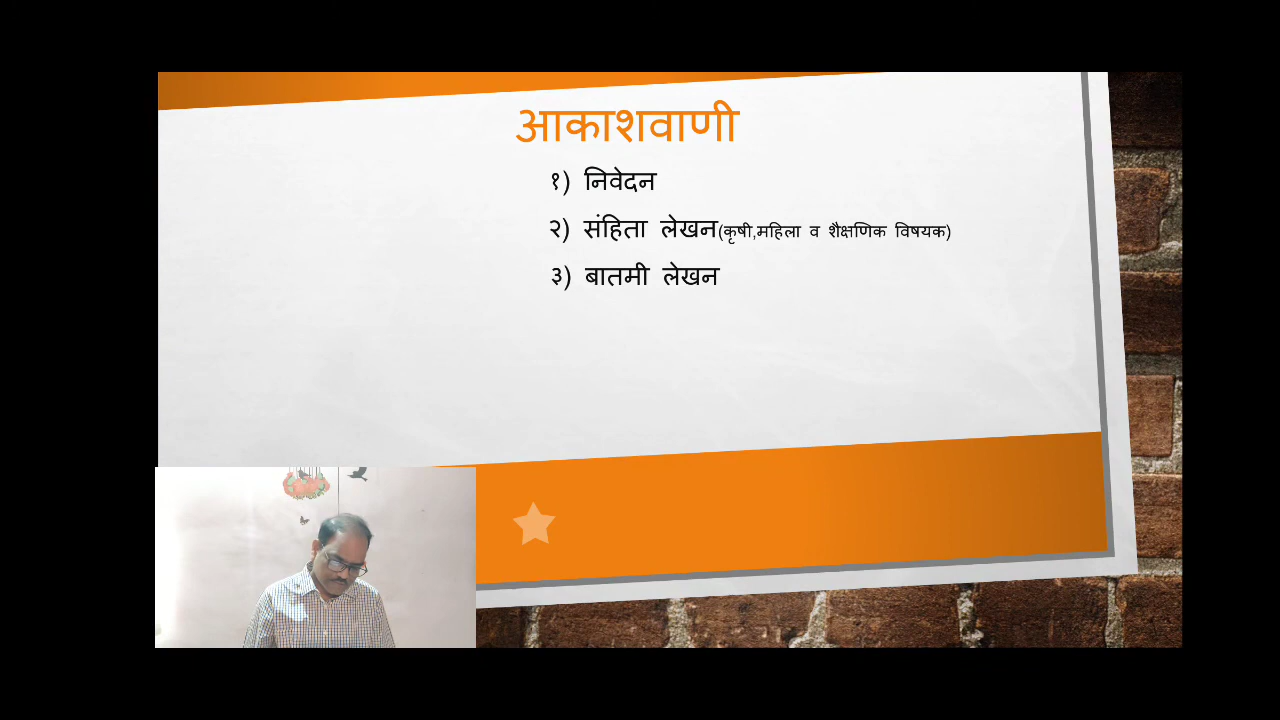 आकाशवाणी
१) निवेदन
२) संहिता लेखन(कृषी,महिला व शैक्षणिक विषयक)
३) बातमी लेखन